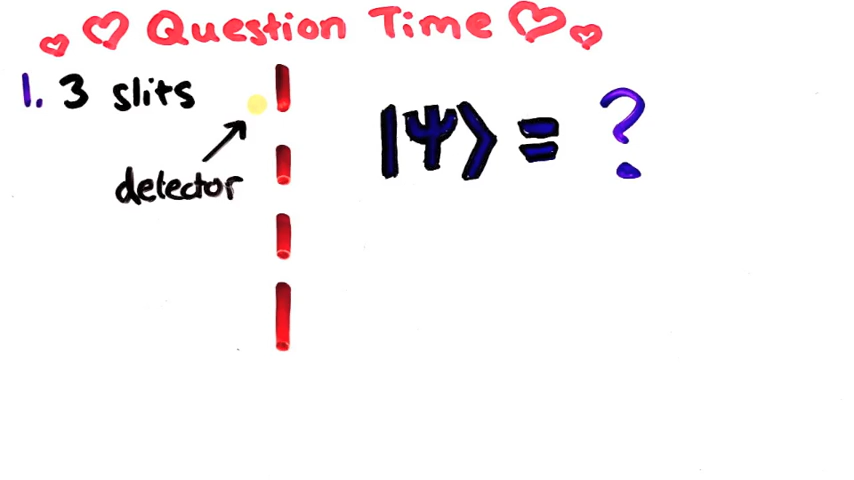 Question Time
1. 3 slits
detector
|Ψ⟩ = ?